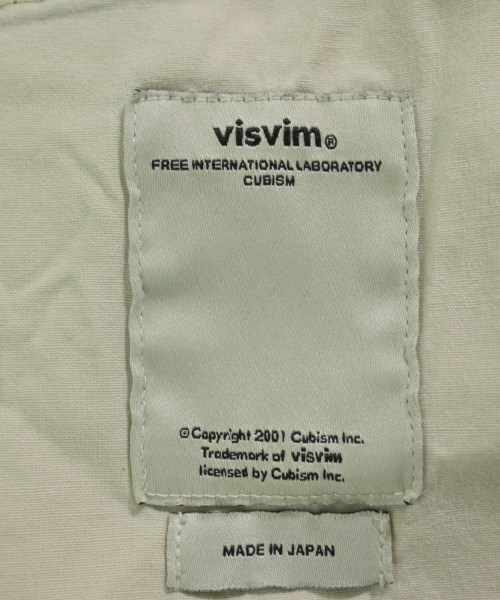 visvim®
FREE INTERNATIONAL LABORATORY
CUBISM
©Copyright 2001 Cubism Inc.
Trademark of visvim
licensed by Cubism Inc.
MADE IN JAPAN